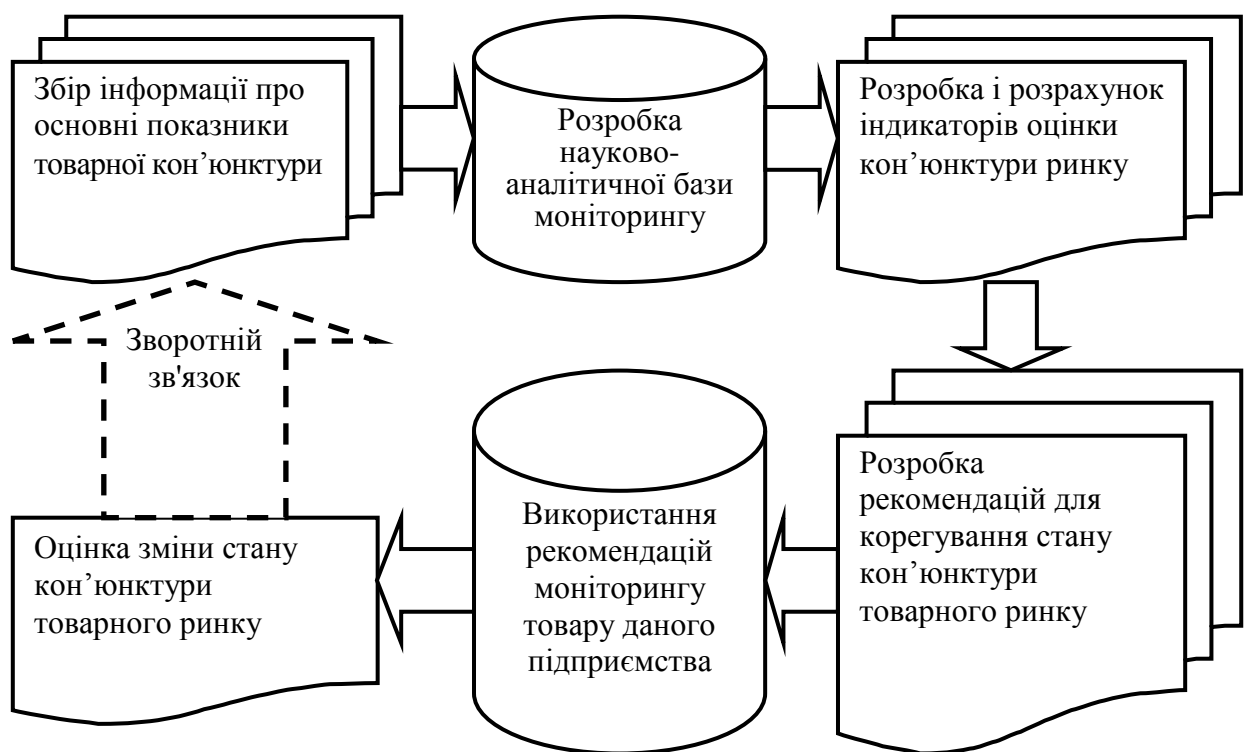 Збір інформації про
основні показники
товарної кон’юнктури
Розробка
науково-
аналітичної бази
моніторингу
Розробка і розрахунок
індикаторів оцінки
кон’юнктури ринку
Зворотній
зв'язок
Розробка
рекомендацій для
корегування стану
кон’юнктури
товарного ринку
Використання
рекомендацій
моніторингу
товару даного
підприємства
Оцінка зміни стану
кон’юнктури
товарного ринку